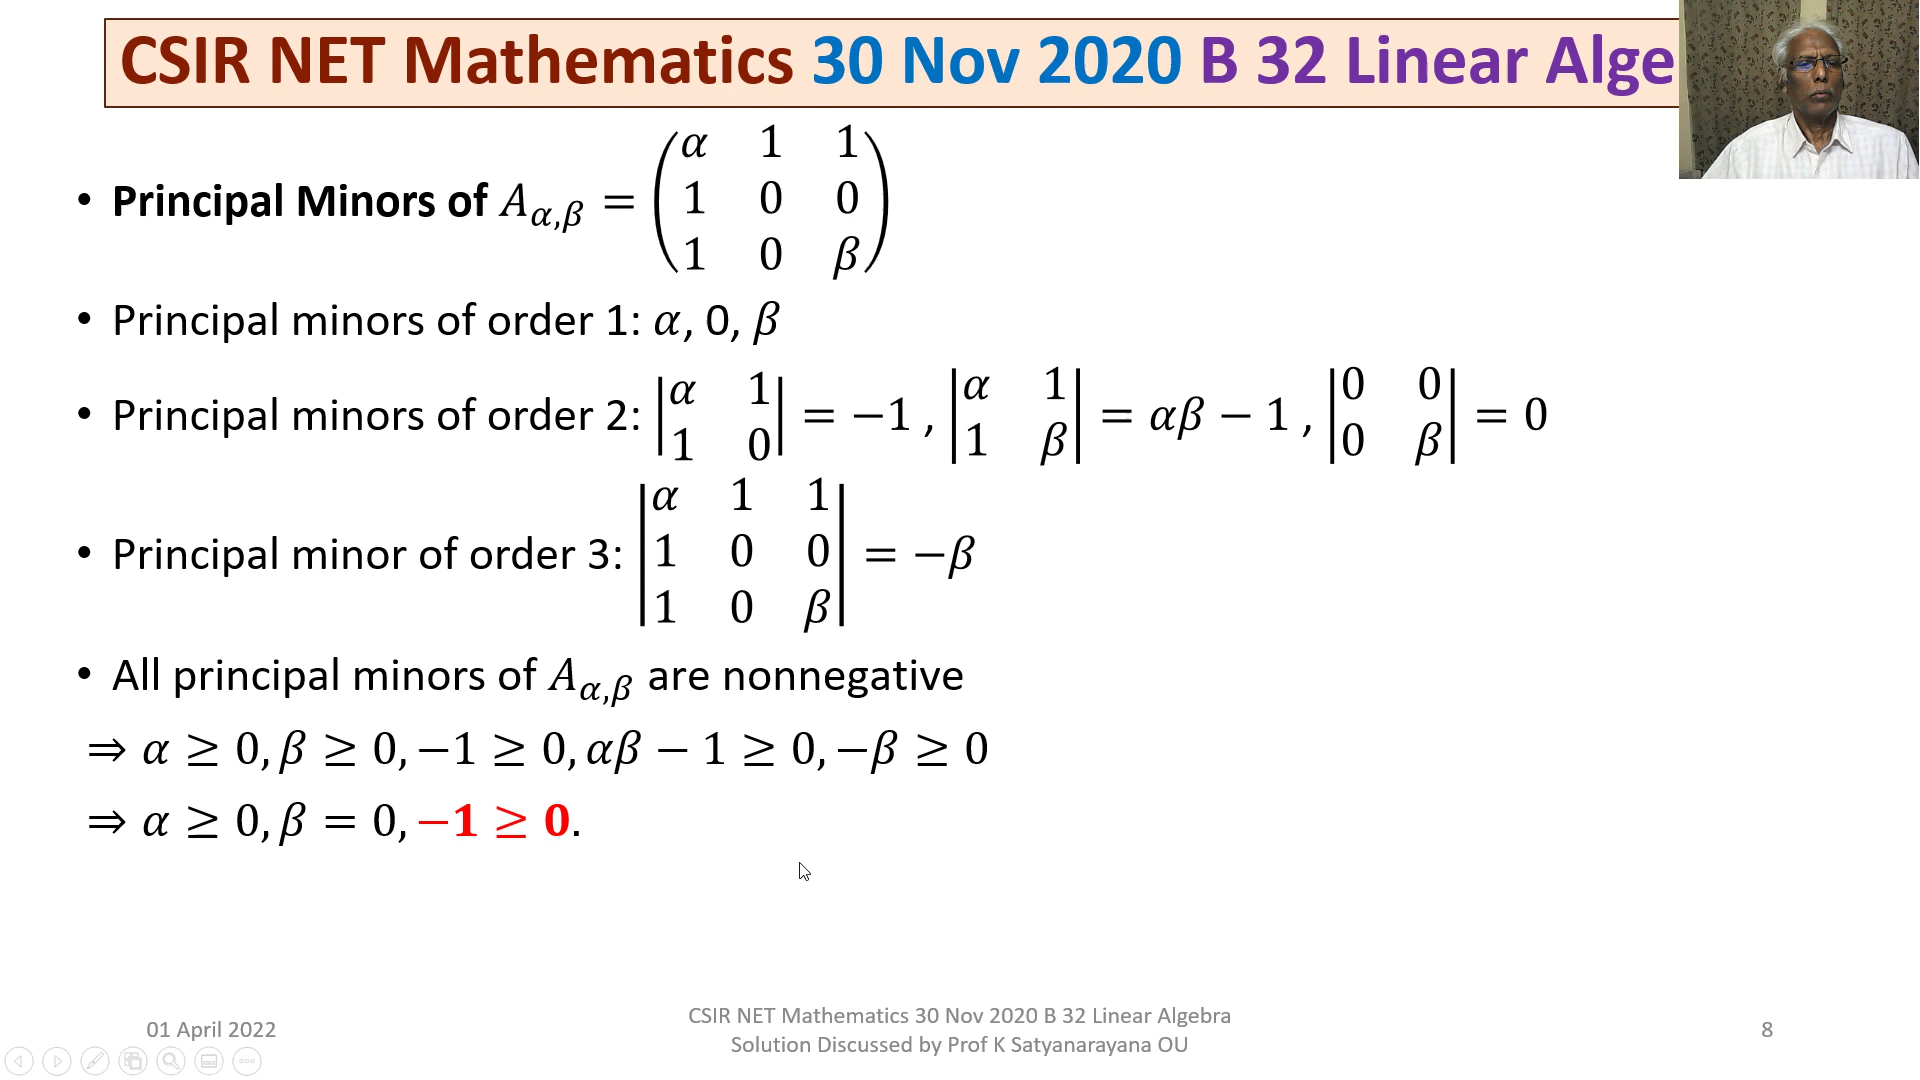 CSIR NET Mathematics 30 Nov 2020 B 32 Linear Alge
• Principal Minors of A_{α,β} = (α 1 1
1 0 0
1 0 β)
• Principal minors of order 1: α, 0, β
• Principal minors of order 2: |α 1; 1 0| = −1 , |α 1; 1 β| = αβ − 1 , |0 0; 0 β| = 0
• Principal minor of order 3: |α 1 1; 1 0 0; 1 0 β| = −β
• All principal minors of A_{α,β} are nonnegative
⇒ α ≥ 0, β ≥ 0, −1 ≥ 0, αβ − 1 ≥ 0, −β ≥ 0
⇒ α ≥ 0, β = 0, −1 ≥ 0.
01 April 2022
CSIR NET Mathematics 30 Nov 2020 B 32 Linear Algebra
Solution Discussed by Prof K Satyanarayana OU
8